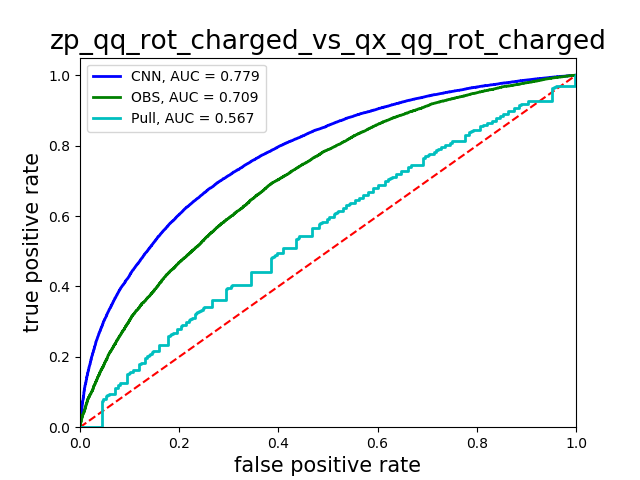 zp_qq_rot_charged_vs_qx_qg_rot_charged
CNN, AUC = 0.779
OBS, AUC = 0.709
Pull, AUC = 0.567
true positive rate
1.0
0.8
0.6
0.4
0.2
0.0
0.0 0.2 0.4 0.6 0.8 1.0
false positive rate